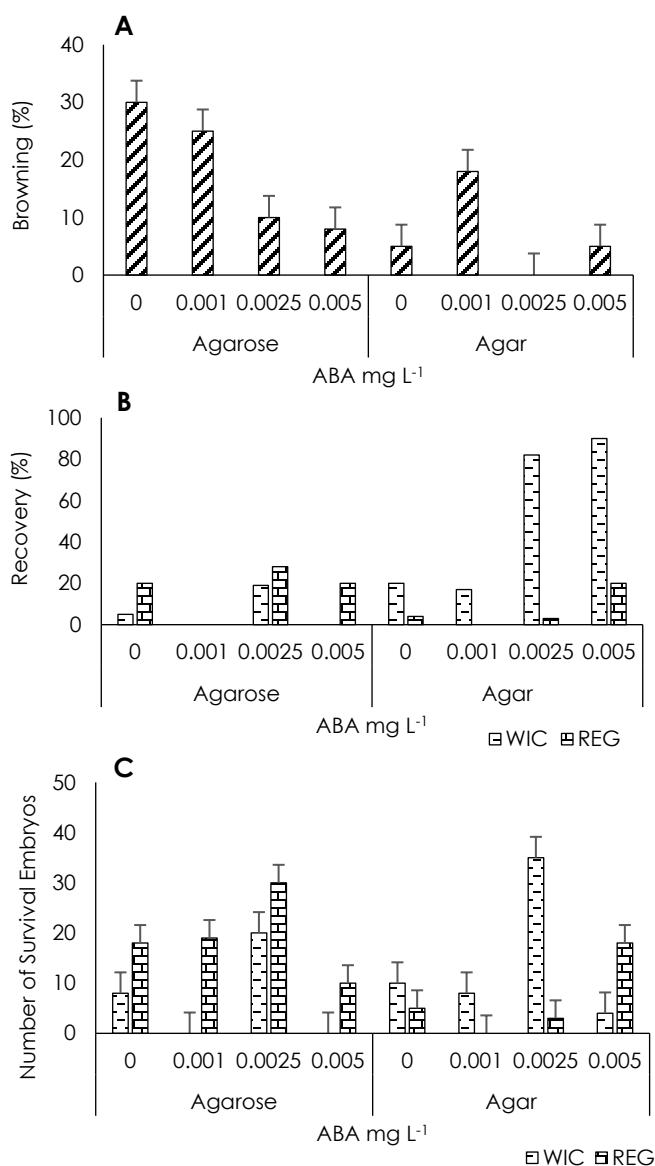 A
Browning (%)
40
30
20
10
0
0 0.001 0.0025 0.005 0 0.001 0.0025 0.005
Agarose Agar
ABA mg L-1
B
Recovery (%)
100
80
60
40
20
0
0 0.001 0.0025 0.005 0 0.001 0.0025 0.005
Agarose Agar
ABA mg L-1
WIC REG
C
Number of Survival Embryos
50
40
30
20
10
0
0 0.001 0.0025 0.005 0 0.001 0.0025 0.005
Agarose Agar
ABA mg L-1
WIC REG